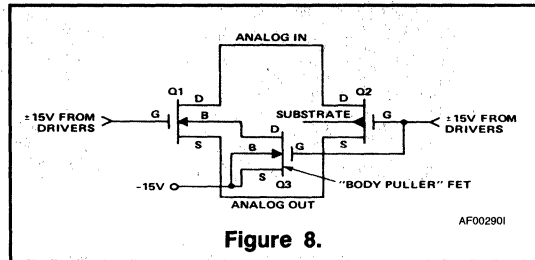 ANALOG IN
Q1
Q2
D
D
±15V FROM
DRIVERS
G
B
SUBSTRATE
G
±15V FROM
DRIVERS
S
D
S
B
G
-15V
S
Q3
"BODY PULLER" FET
ANALOG OUT
AF00290I
Figure 8.